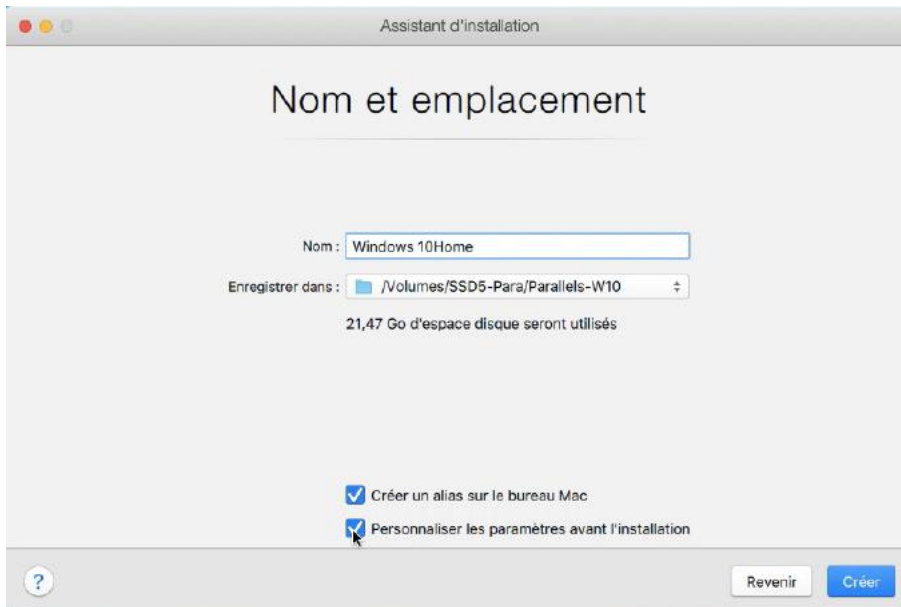 Assistant d'installation
Nom et emplacement
Nom : Windows 10Home
Enregistrer dans : /Volumes/SSD5-Para/Parallels-W10
21,47 Go d'espace disque seront utilisés
Créer un alias sur le bureau Mac
Personnaliser les paramètres avant l'installation
? Revenir Créer